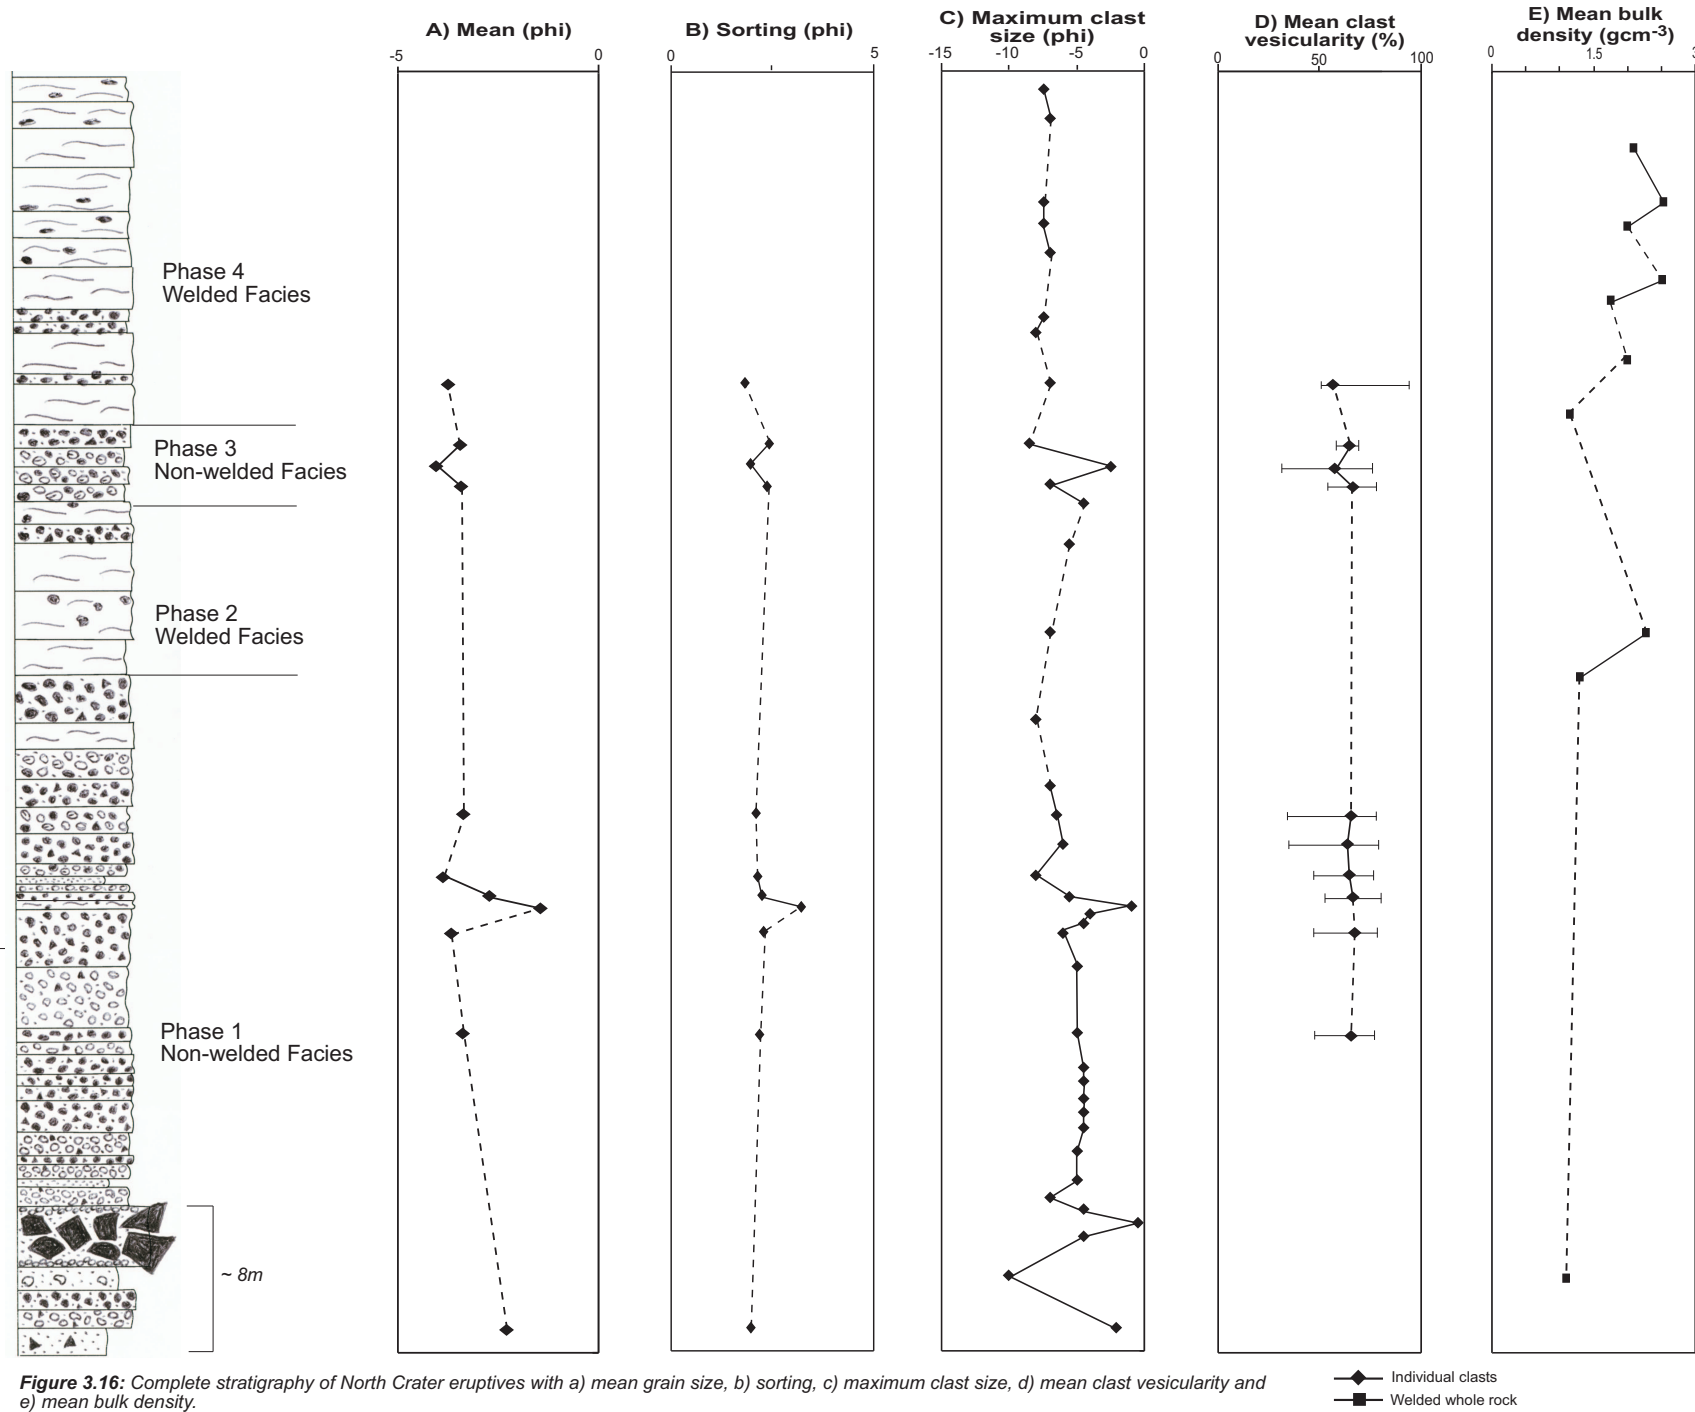 A) Mean (phi)
-5 0
B) Sorting (phi)
0 5
C) Maximum clast
size (phi)
-15 -10 -5 0
D) Mean clast
vesicularity (%)
0 50 100
E) Mean bulk
density (gcm-3)
0 1.5 3
Phase 4
Welded Facies
Phase 3
Non-welded Facies
Phase 2
Welded Facies
Phase 1
Non-welded Facies
~ 8m
Figure 3.16: Complete stratigraphy of North Crater eruptives with a) mean grain size, b) sorting, c) maximum clast size, d) mean clast vesicularity and
e) mean bulk density.
Individual clasts
Welded whole rock